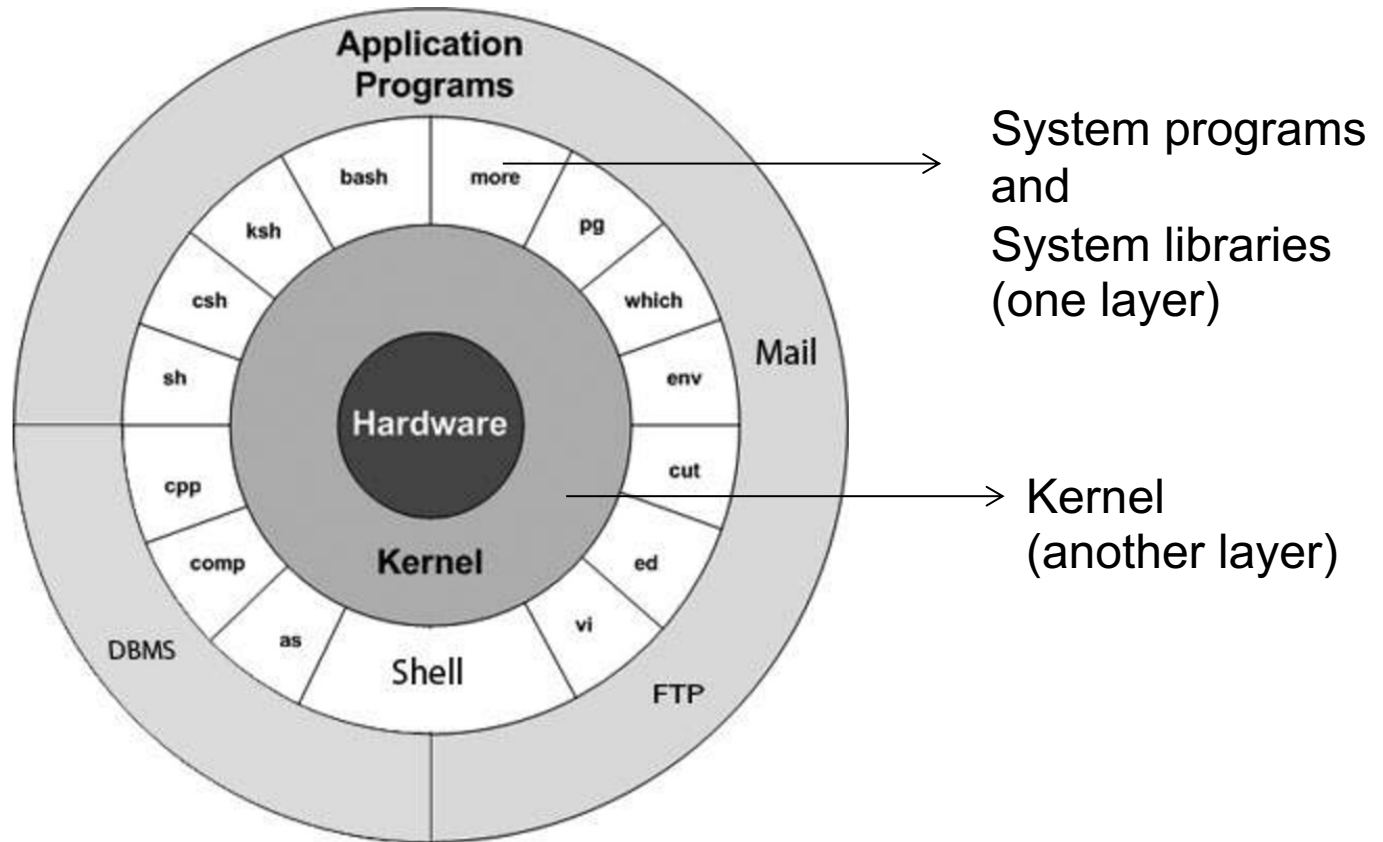 Application
Programs
bash
more
ksh
pg
csh
which
sh
env
Hardware
cpp
cut
comp
Kernel
ed
as
Shell
vi
Mail
DBMS
FTP
System programs
and
System libraries
(one layer)
Kernel
(another layer)